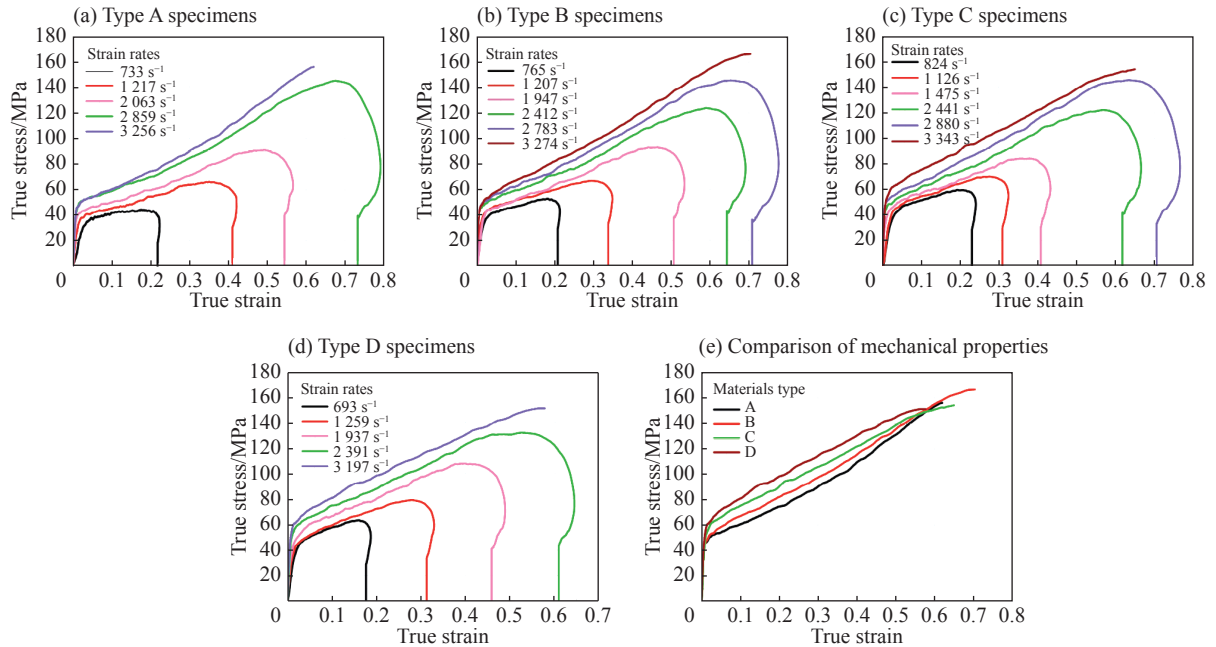 (a) Type A specimens
180
160
140
120
100
80
60
40
20
0
True stress/MPa
Strain rates
733 s⁻¹
1 217 s⁻¹
2 063 s⁻¹
2 859 s⁻¹
3 256 s⁻¹
0.1 0.2 0.3 0.4 0.5 0.6 0.7 0.8
True strain
(b) Type B specimens
180
160
140
120
100
80
60
40
20
0
True stress/MPa
Strain rates
765 s⁻¹
1 207 s⁻¹
1 947 s⁻¹
2 412 s⁻¹
2 783 s⁻¹
3 274 s⁻¹
0.1 0.2 0.3 0.4 0.5 0.6 0.7 0.8
True strain
(c) Type C specimens
180
160
140
120
100
80
60
40
20
0
True stress/MPa
Strain rates
824 s⁻¹
1 126 s⁻¹
1 475 s⁻¹
2 441 s⁻¹
2 880 s⁻¹
3 343 s⁻¹
0.1 0.2 0.3 0.4 0.5 0.6 0.7 0.8
True strain
(d) Type D specimens
180
160
140
120
100
80
60
40
20
0
True stress/MPa
Strain rates
693 s⁻¹
1 259 s⁻¹
1 937 s⁻¹
2 391 s⁻¹
3 197 s⁻¹
0.1 0.2 0.3 0.4 0.5 0.6 0.7
True strain
(e) Comparison of mechanical properties
180
160
140
120
100
80
60
40
20
0
True stress/MPa
Materials type
A
B
C
D
0.1 0.2 0.3 0.4 0.5 0.6 0.7 0.8
True strain